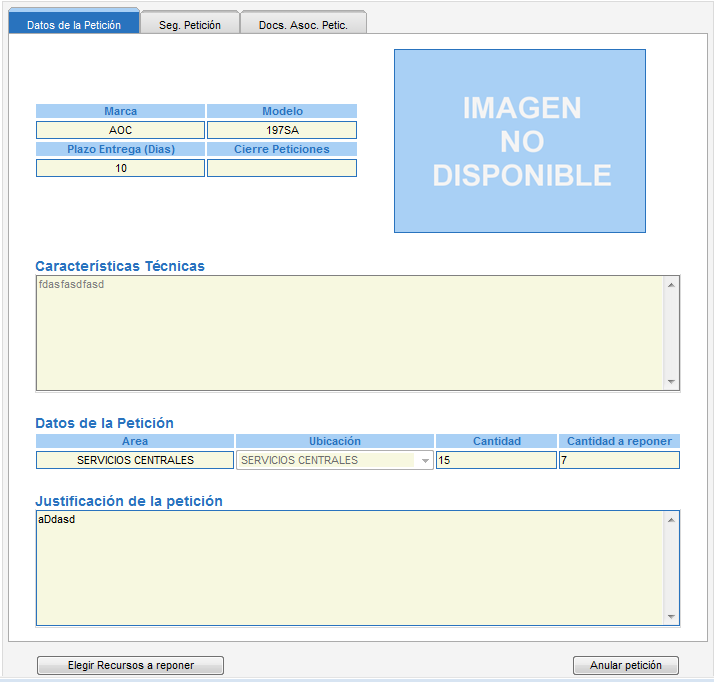 Datos de la Petición Seg. Petición Docs. Asoc. Petic.
IMAGEN
NO
DISPONIBLE
Marca Modelo
AOC 197SA
Plazo Entrega (Dias) Cierre Peticiones
10
Características Técnicas
fdasfasdfasd
Datos de la Petición
Area Ubicación Cantidad Cantidad a reponer
SERVICIOS CENTRALES SERVICIOS CENTRALES 15 7
Justificación de la petición
aDdasd
Elegir Recursos a reponer Anular petición